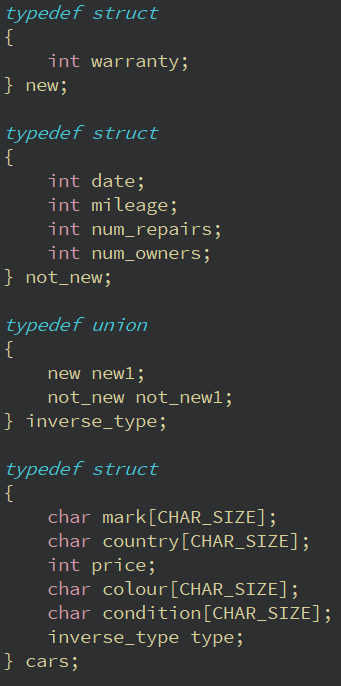 typedef struct
{
    int warranty;
} new;

typedef struct
{
    int date;
    int mileage;
    int num_repairs;
    int num_owners;
} not_new;

typedef union
{
    new new1;
    not_new not_new1;
} inverse_type;

typedef struct
{
    char mark[CHAR_SIZE];
    char country[CHAR_SIZE];
    int price;
    char colour[CHAR_SIZE];
    char condition[CHAR_SIZE];
    inverse_type type;
} cars;